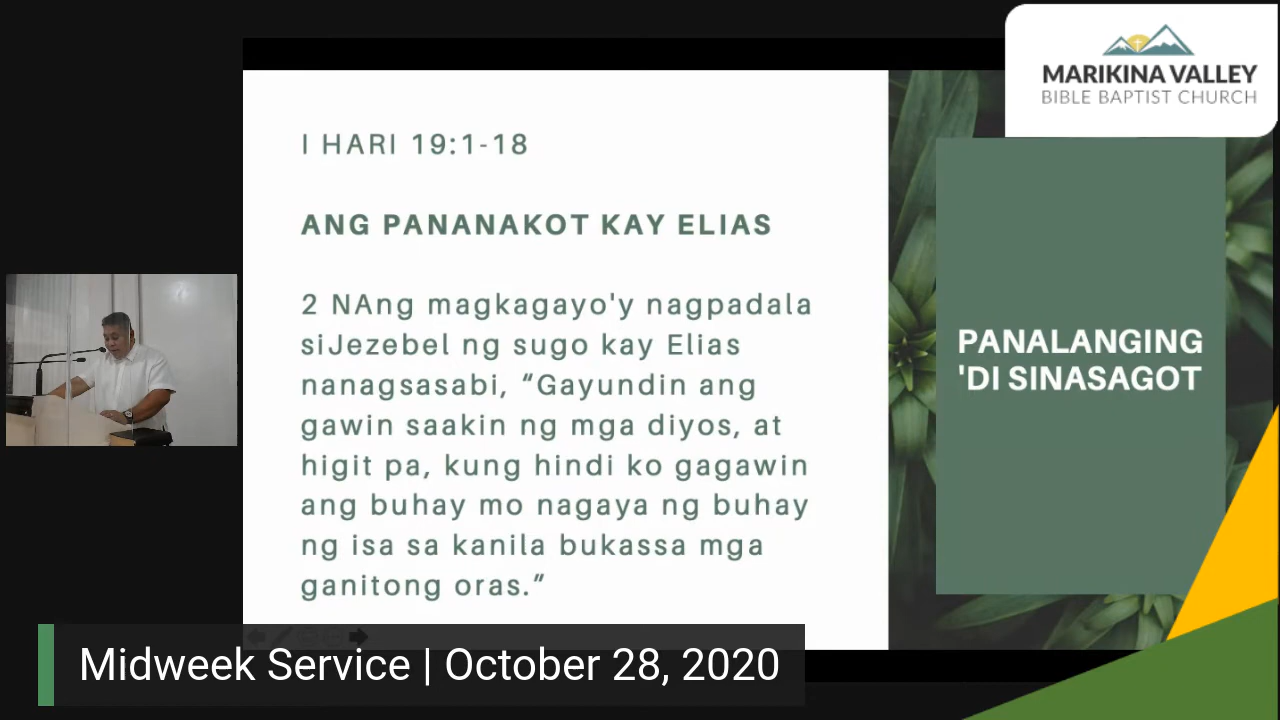 MARIKINA VALLEY
BIBLE BAPTIST CHURCH
I HARI 19:1-18
ANG PANANAKOT KAY ELIAS
2 NAng magkagayo'y nagpadala
siJezebel ng sugo kay Elias
nanagsasabi, “Gayundin ang
gawin saakin ng mga diyos, at
higit pa, kung hindi ko gagawin
ang buhay mo nagaya ng buhay
ng isa sa kanila bukassa mga
ganitong oras.”
PANALANGING
'DI SINASAGOT
Midweek Service | October 28, 2020